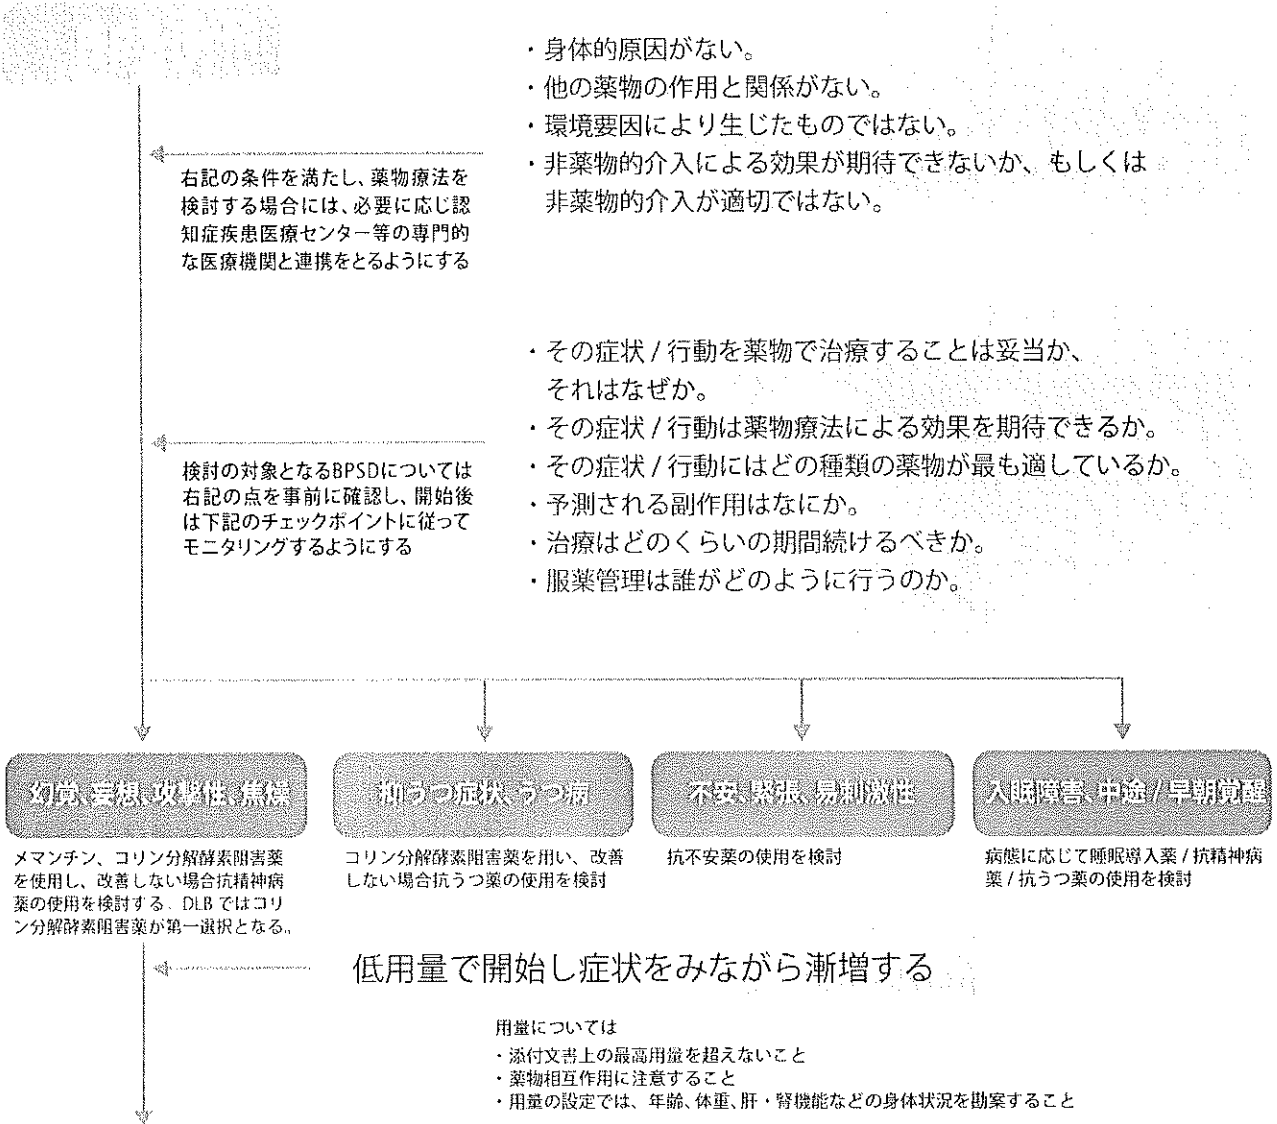 ・身体的原因がない。
・他の薬物の作用と関係がない。
・環境要因により生じたものではない。
・非薬物的介入による効果が期待できないか、もしくは
非薬物的介入が適切ではない。
右記の条件を満たし、薬物療法を
検討する場合には、必要に応じ認
知症疾患医療センター等の専門的
な医療機関と連携をとるようにする
・その症状 / 行動を薬物で治療することは妥当か、
それはなぜか。
・その症状 / 行動は薬物療法による効果を期待できるか。
・その症状 / 行動にはどの種類の薬物が最も適しているか。
・予測される副作用はなにか。
・治療はどのくらいの期間続けるべきか。
・服薬管理は誰がどのように行うのか。
検討の対象となるBPSDについては
右記の点を事前に確認し、開始後
は下記のチェックポイントに従って
モニタリングするようにする
幻覚、妄想、攻撃性、焦燥
メマンチン、コリン分解酵素阻害薬
を使用し、改善しない場合抗精神病
薬の使用を検討する。DLB ではコリ
ン分解酵素阻害薬が第一選択となる。
抑うつ症状、うつ病
コリン分解酵素阻害薬を用い、改善
しない場合抗うつ薬の使用を検討
不安、緊張、易刺激性
抗不安薬の使用を検討
入眠障害、中途 / 早朝覚醒
病態に応じて睡眠導入薬 / 抗精神病
薬 / 抗うつ薬の使用を検討
低用量で開始し症状をみながら漸増する
用量については
・添付文書上の最高用量を超えないこと
・薬物相互作用に注意すること
・用量の設定では、年齢、体重、肝・腎機能などの身体状況を勘案すること